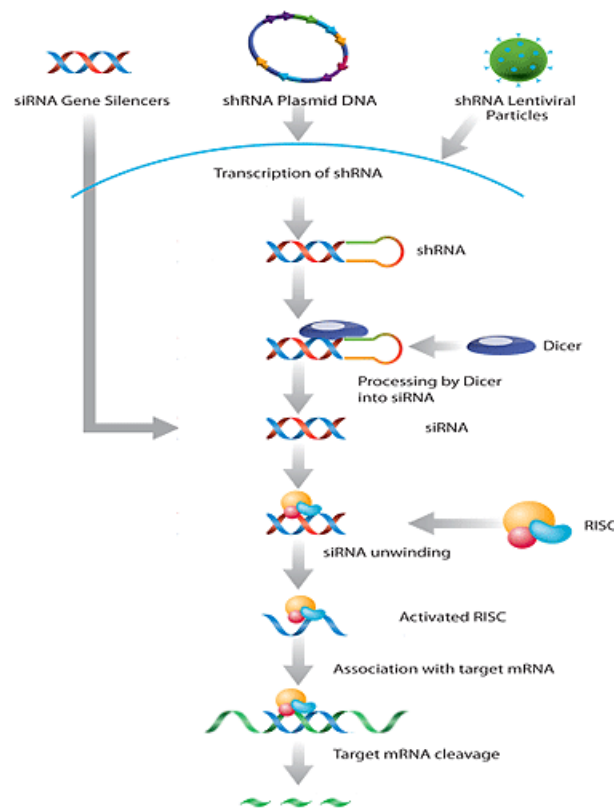 siRNA Gene Silencers
shRNA Plasmid DNA
shRNA Lentiviral
Particles
Transcription of shRNA
shRNA
Dicer
Processing by Dicer
into siRNA
siRNA
RISC
siRNA unwinding
Activated RISC
Association with target mRNA
Target mRNA cleavage